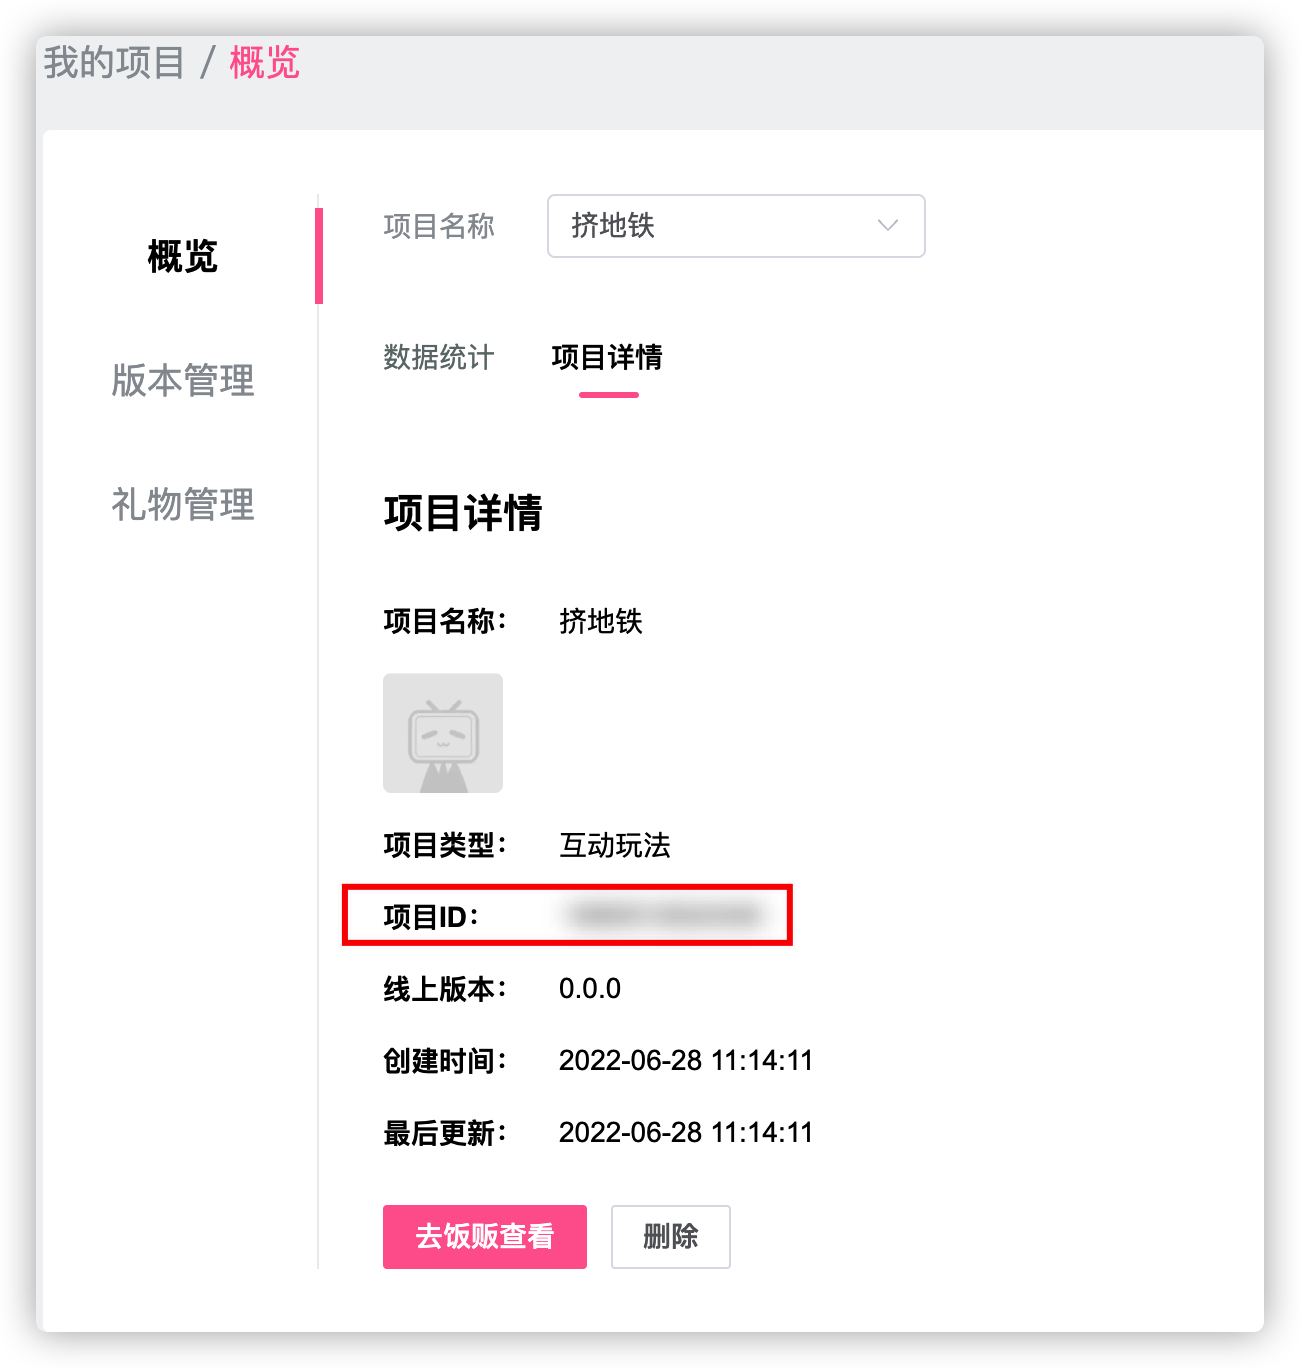 我的项目 / 概览
概览
版本管理
礼物管理
项目名称 挤地铁
数据统计 项目详情
项目详情
项目名称： 挤地铁
项目类型： 互动玩法
项目ID：
线上版本： 0.0.0
创建时间： 2022-06-28 11:14:11
最后更新： 2022-06-28 11:14:11
去饭贩查看 删除